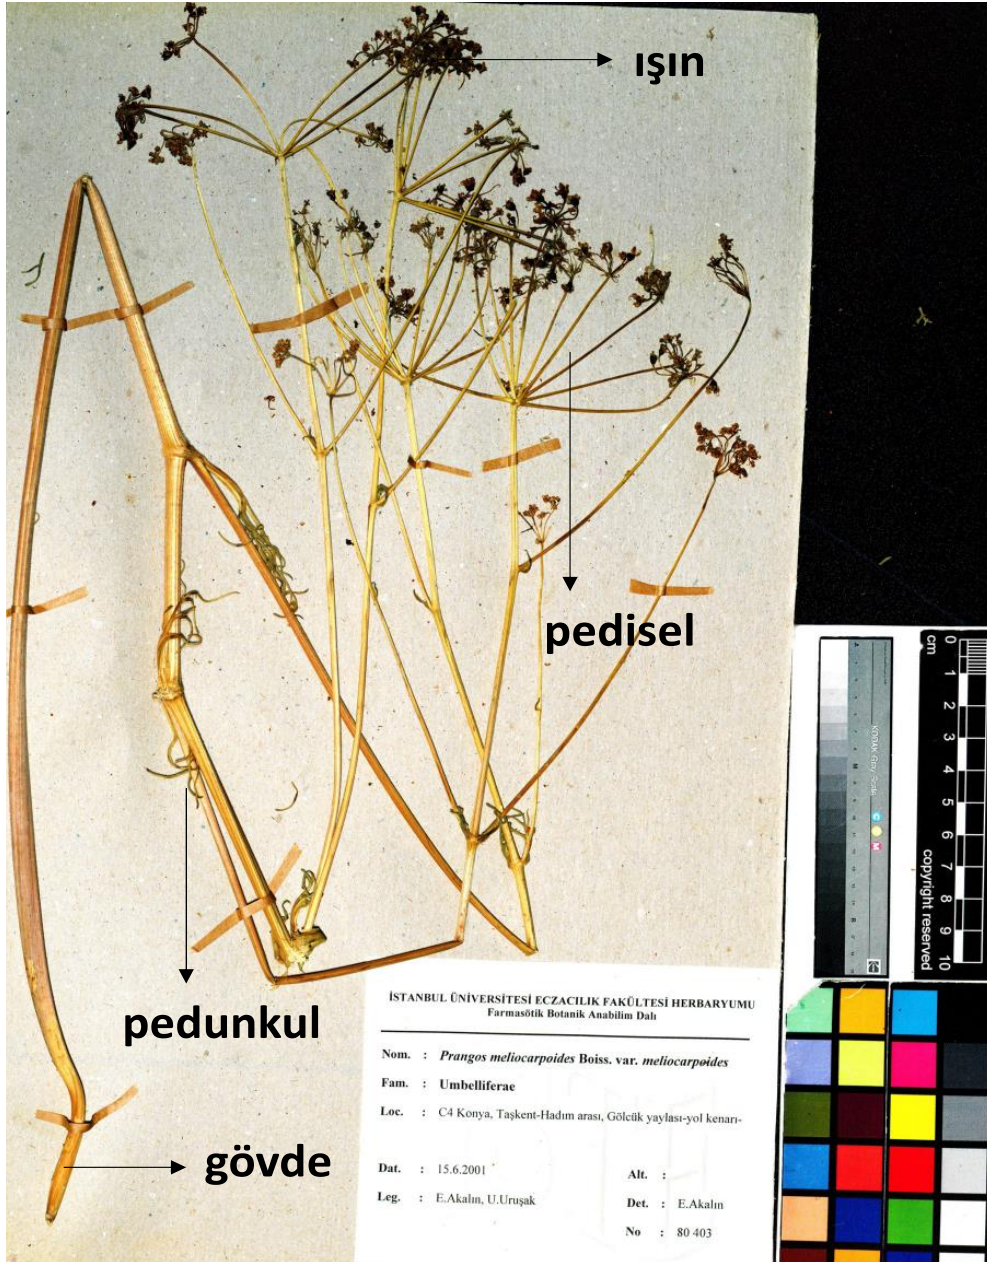 ışın
pedisel
pedunkul
gövde
İSTANBUL ÜNİVERSİTESİ ECZACILIK FAKÜLTESİ HERBARYUMU
Farmasötik Botanik Anabilim Dalı
Nom. : Prangos meliocarpoides Boiss. var. meliocarpoides
Fam. : Umbelliferae
Loc. : C4 Konya, Taşkent-Hadım arası, Gölcük yaylası-yol kenarı-
Dat. : 15.6.2001
Alt. :
Leg. : E.Akalın, U.Uruşak
Det. : E.Akalın
No : 80 403
cm
0 1 2 3 4 5 6 7 8 9 10
copyright reserved
KODAK Gray Scale
C
Y
M